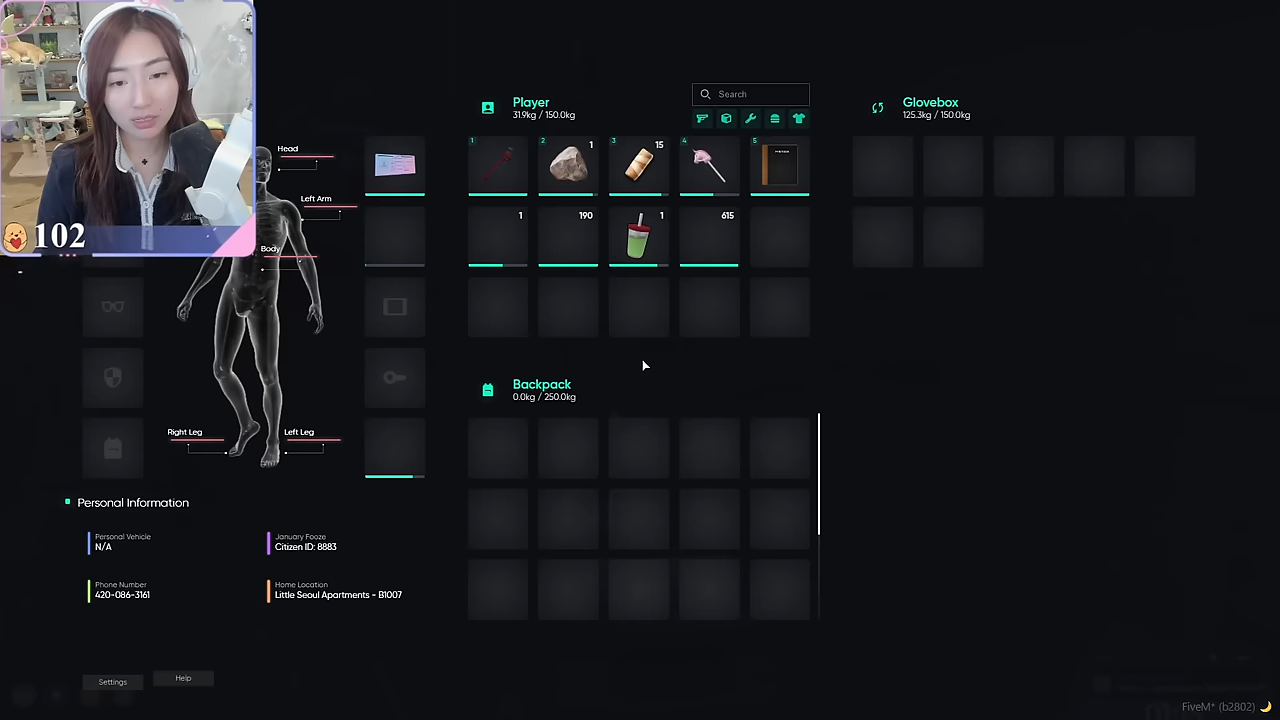 102
Head
Left Arm
Body
Right Leg
Left Leg
Player
31.9kg / 150.0kg
Search
1
2
1
3
15
4
5
1
190
1
615
Backpack
0.0kg / 250.0kg
Glovebox
125.3kg / 150.0kg
Personal Information
Personal Vehicle
N/A
January Fooze
Citizen ID: 8883
Phone Number
420-086-3161
Home Location
Little Seoul Apartments - B1007
Settings
Help
FiveM* (b2802)